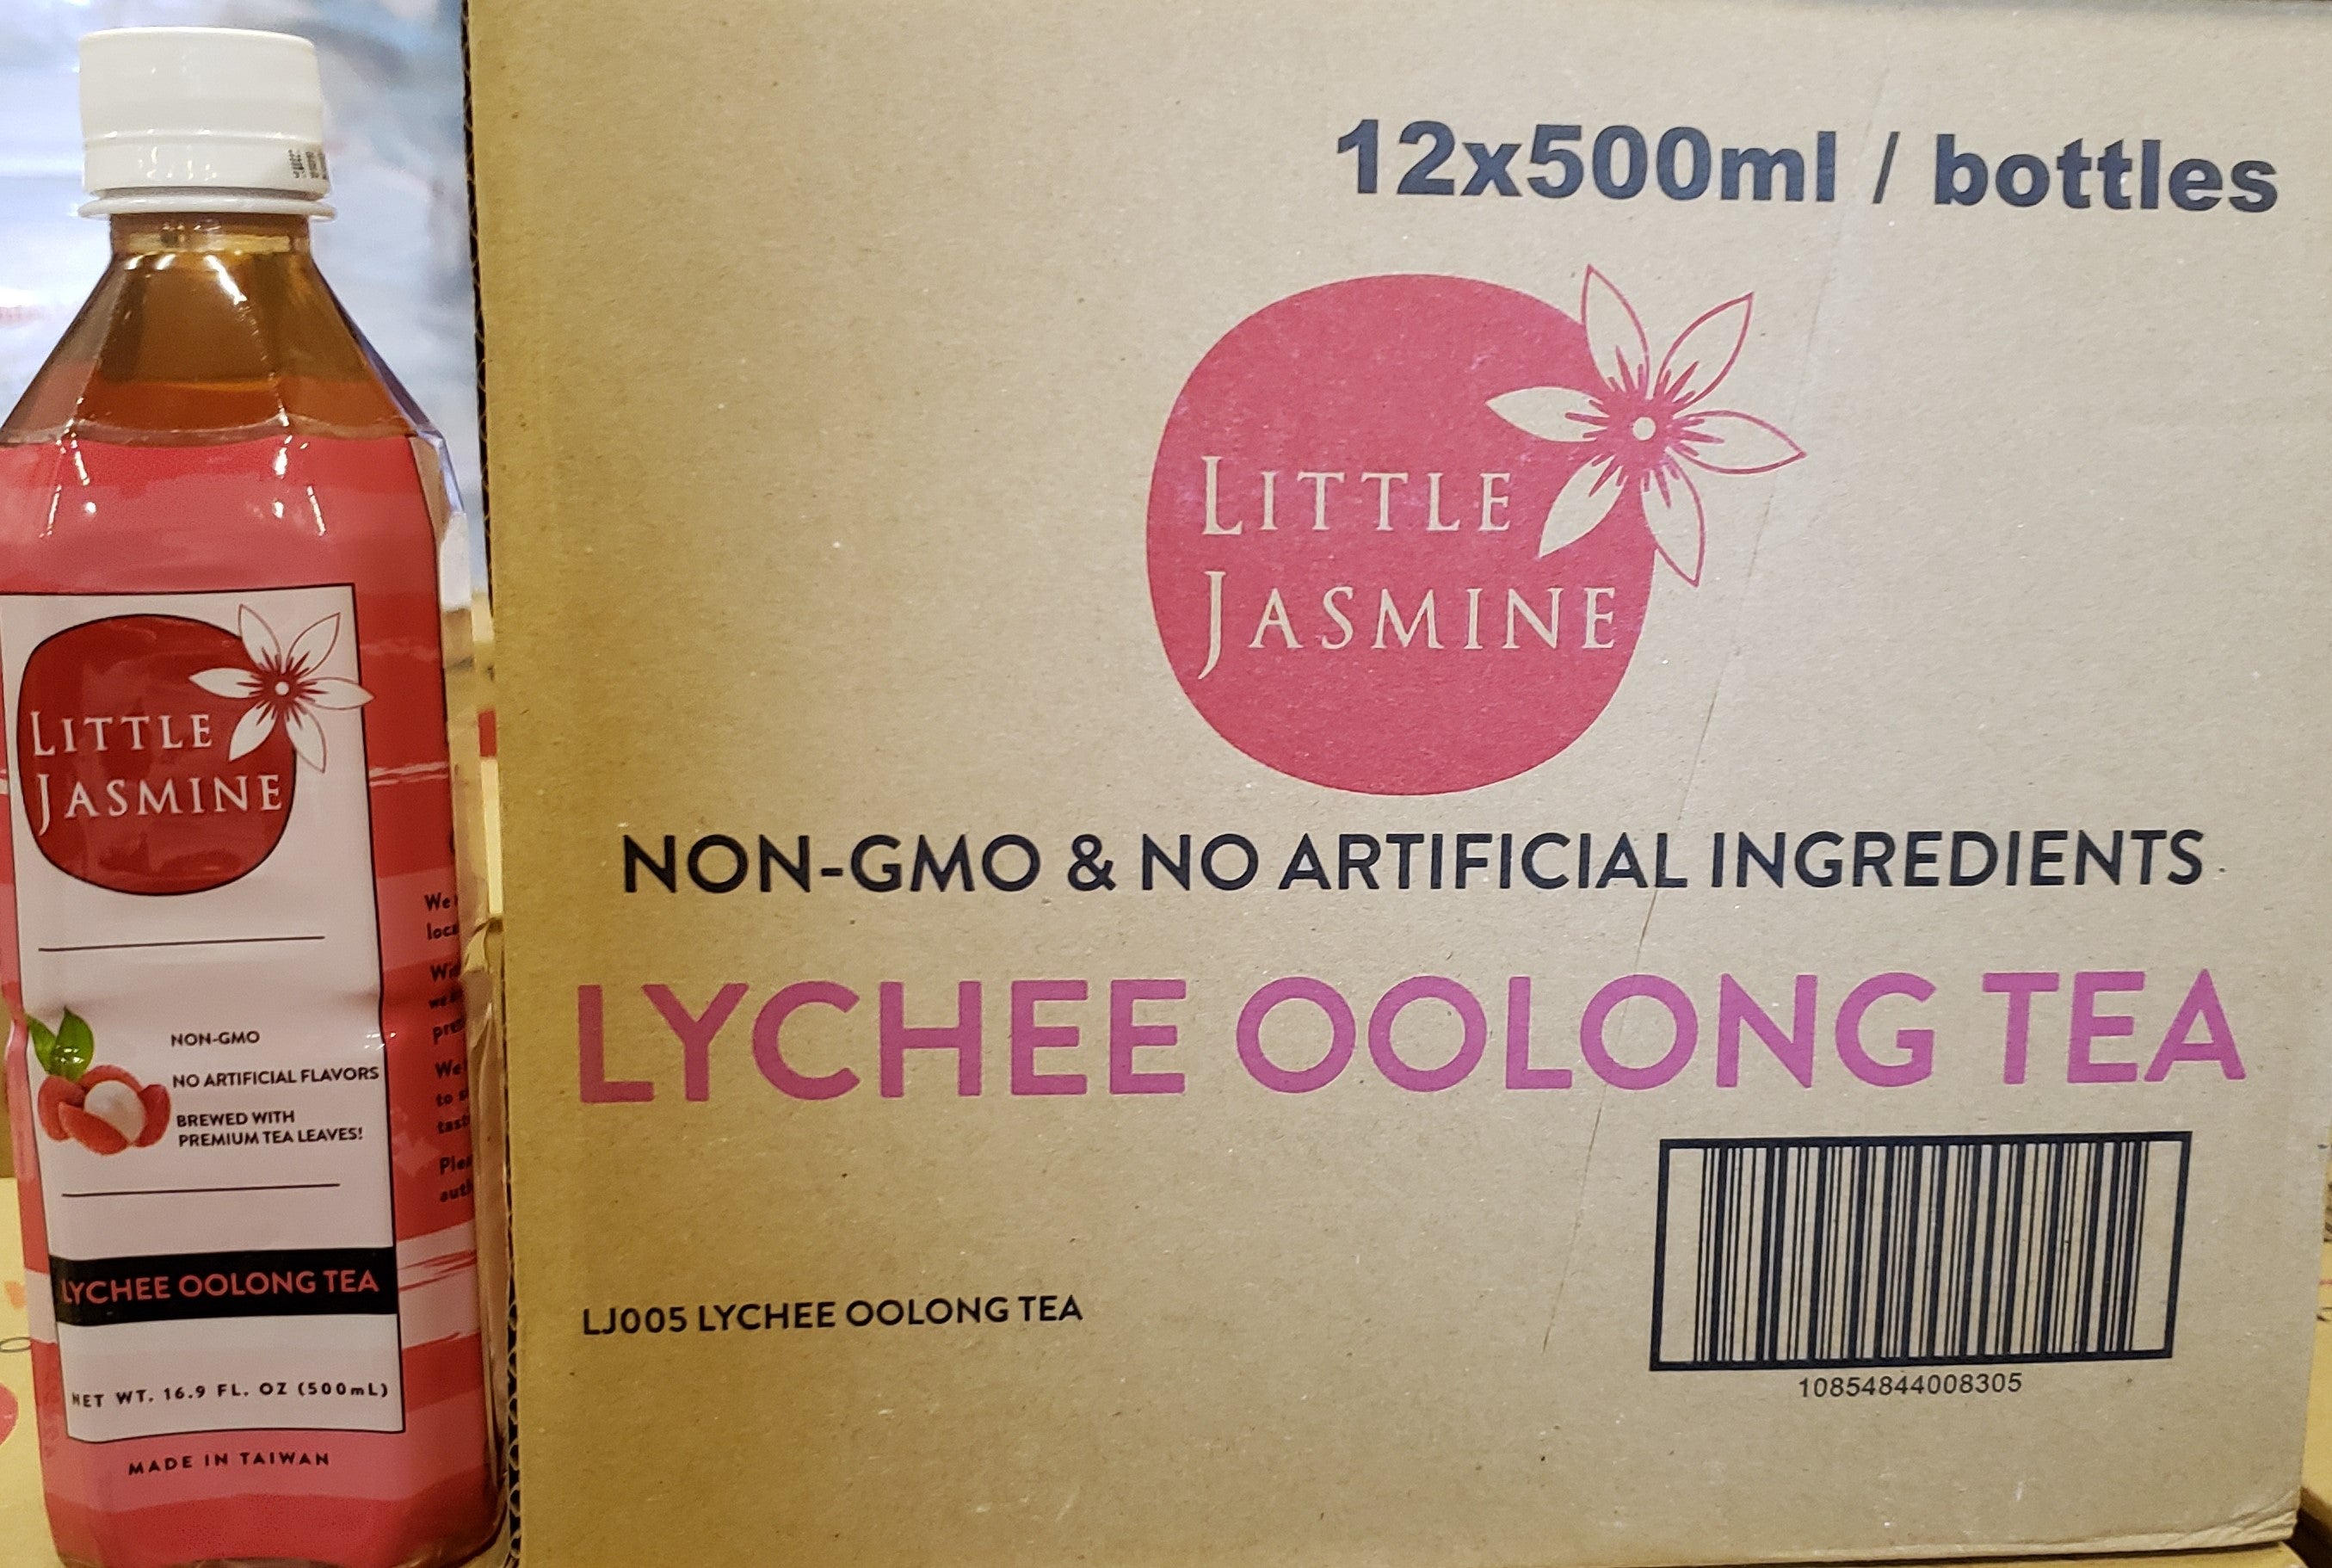 LITTLE
JASMINE
NON-GMO
NO ARTIFICIAL FLAVORS
BREWED WITH
PREMIUM TEA LEAVES!
LYCHEE OOLONG TEA
NET WT. 16.9 FL. OZ (500mL)
MADE IN TAIWAN
We
to
12x500ml / bottles
LITTLE
JASMINE
NON-GMO & NO ARTIFICIAL INGREDIENTS
LYCHEE OOLONG TEA
LJ005 LYCHEE OOLONG TEA
10854844008305